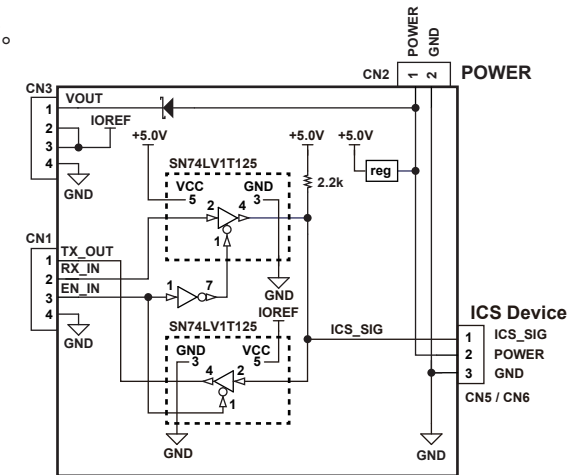 。
POWER
GND
CN2
1
2
POWER
CN3
VOUT
1
IOREF
2
3
4
GND
+5.0V
+5.0V
+5.0V
reg
2.2k
SN74LV1T125
VCC
5
GND
3
2
4
1
GND
CN1
TX_OUT
1
RX_IN
2
EN_IN
3
4
GND
1
7
IOREF
SN74LV1T125
GND
3
VCC
5
4
2
1
GND
ICS_SIG
ICS Device
1 ICS_SIG
2 POWER
3 GND
CN5 / CN6
GND